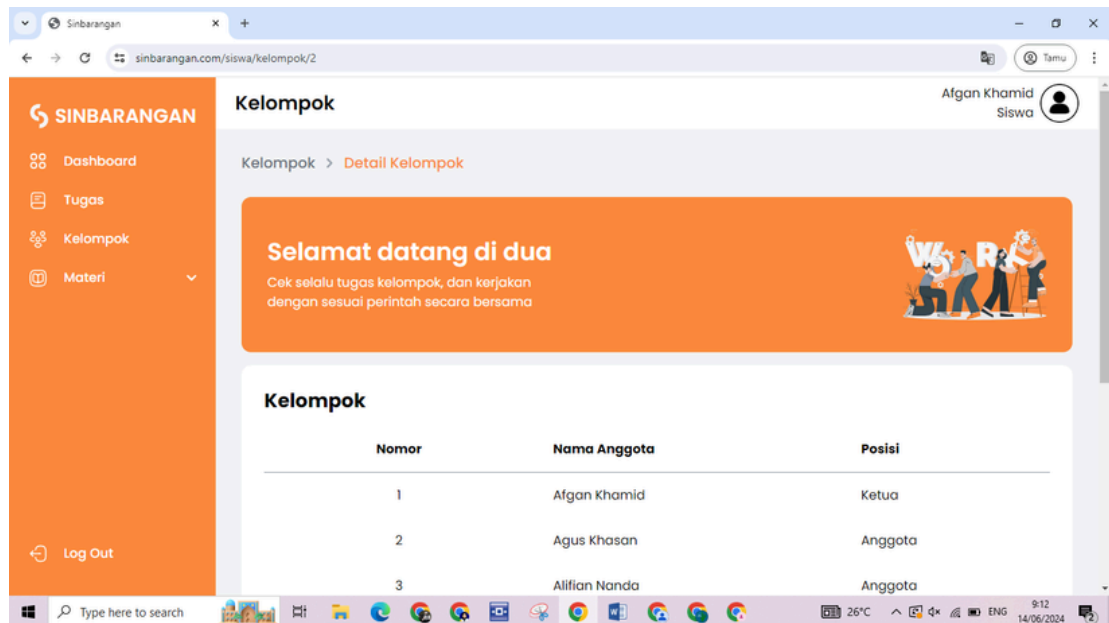 Sinbarangan
sinbarangan.com/siswa/kelompok/2
Tamu
SINBARANGAN
Dashboard
Tugas
Kelompok
Materi
Log Out
Kelompok
Afgan Khamid
Siswa
Kelompok > Detail Kelompok
Selamat datang di dua
Cek selalu tugas kelompok, dan kerjakan
dengan sesuai perintah secara bersama
WORK
Kelompok
Nomor Nama Anggota Posisi
1 Afgan Khamid Ketua
2 Agus Khasan Anggota
3 Alifian Nanda Anggota
Type here to search
26°C
ENG
9:12
14/06/2024
2